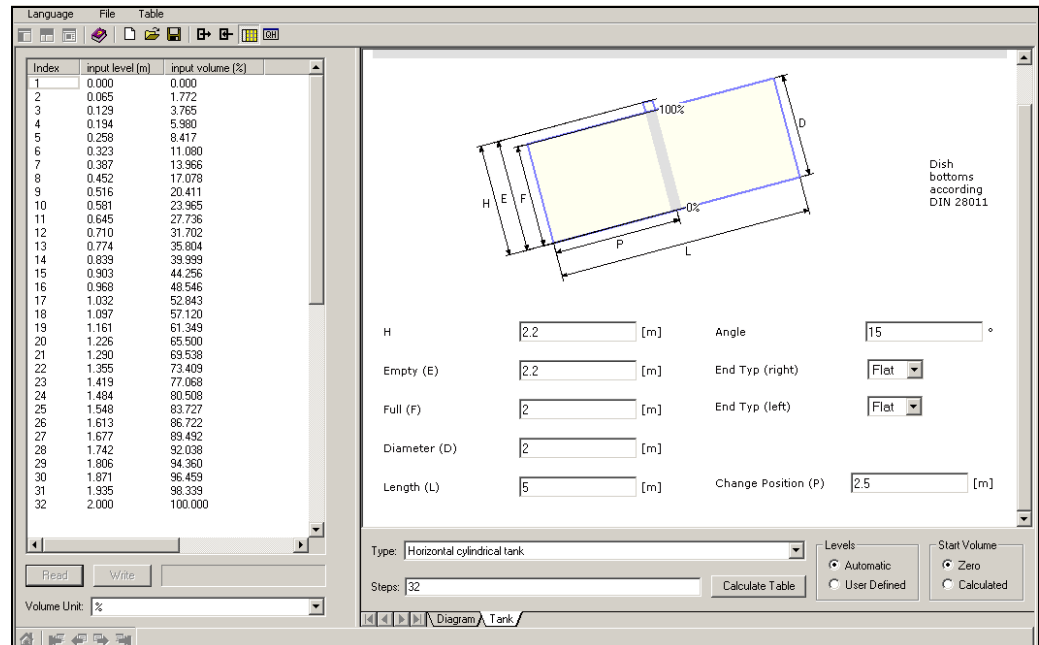 Language File Table
QH
Index input level (m) input volume (%)
1 0.000 0.000
2 0.065 1.772
3 0.129 3.765
4 0.194 5.980
5 0.258 8.417
6 0.323 11.080
7 0.387 13.966
8 0.452 17.078
9 0.516 20.411
10 0.581 23.965
11 0.645 27.736
12 0.710 31.702
13 0.774 35.804
14 0.839 39.999
15 0.903 44.256
16 0.968 48.546
17 1.032 52.843
18 1.097 57.120
19 1.161 61.349
20 1.226 65.500
21 1.290 69.538
22 1.355 73.409
23 1.419 77.068
24 1.484 80.508
25 1.548 83.727
26 1.613 86.722
27 1.677 89.492
28 1.742 92.038
29 1.806 94.360
30 1.871 96.459
31 1.935 98.339
32 2.000 100.000
Read Write
Volume Unit: %
100%
D
H E F
0%
P
L
Dish
bottoms
according
DIN 28011
H 2.2 [m] Angle 15 °
Empty (E) 2.2 [m] End Typ (right) Flat
Full (F) 2 [m] End Typ (left) Flat
Diameter (D) 2 [m]
Length (L) 5 [m] Change Position (P) 2.5 [m]
Type: Horizontal cylindrical tank
Steps: 32 Calculate Table
Levels
Automatic
User Defined
Start Volume
Zero
Calculated
Diagram Tank